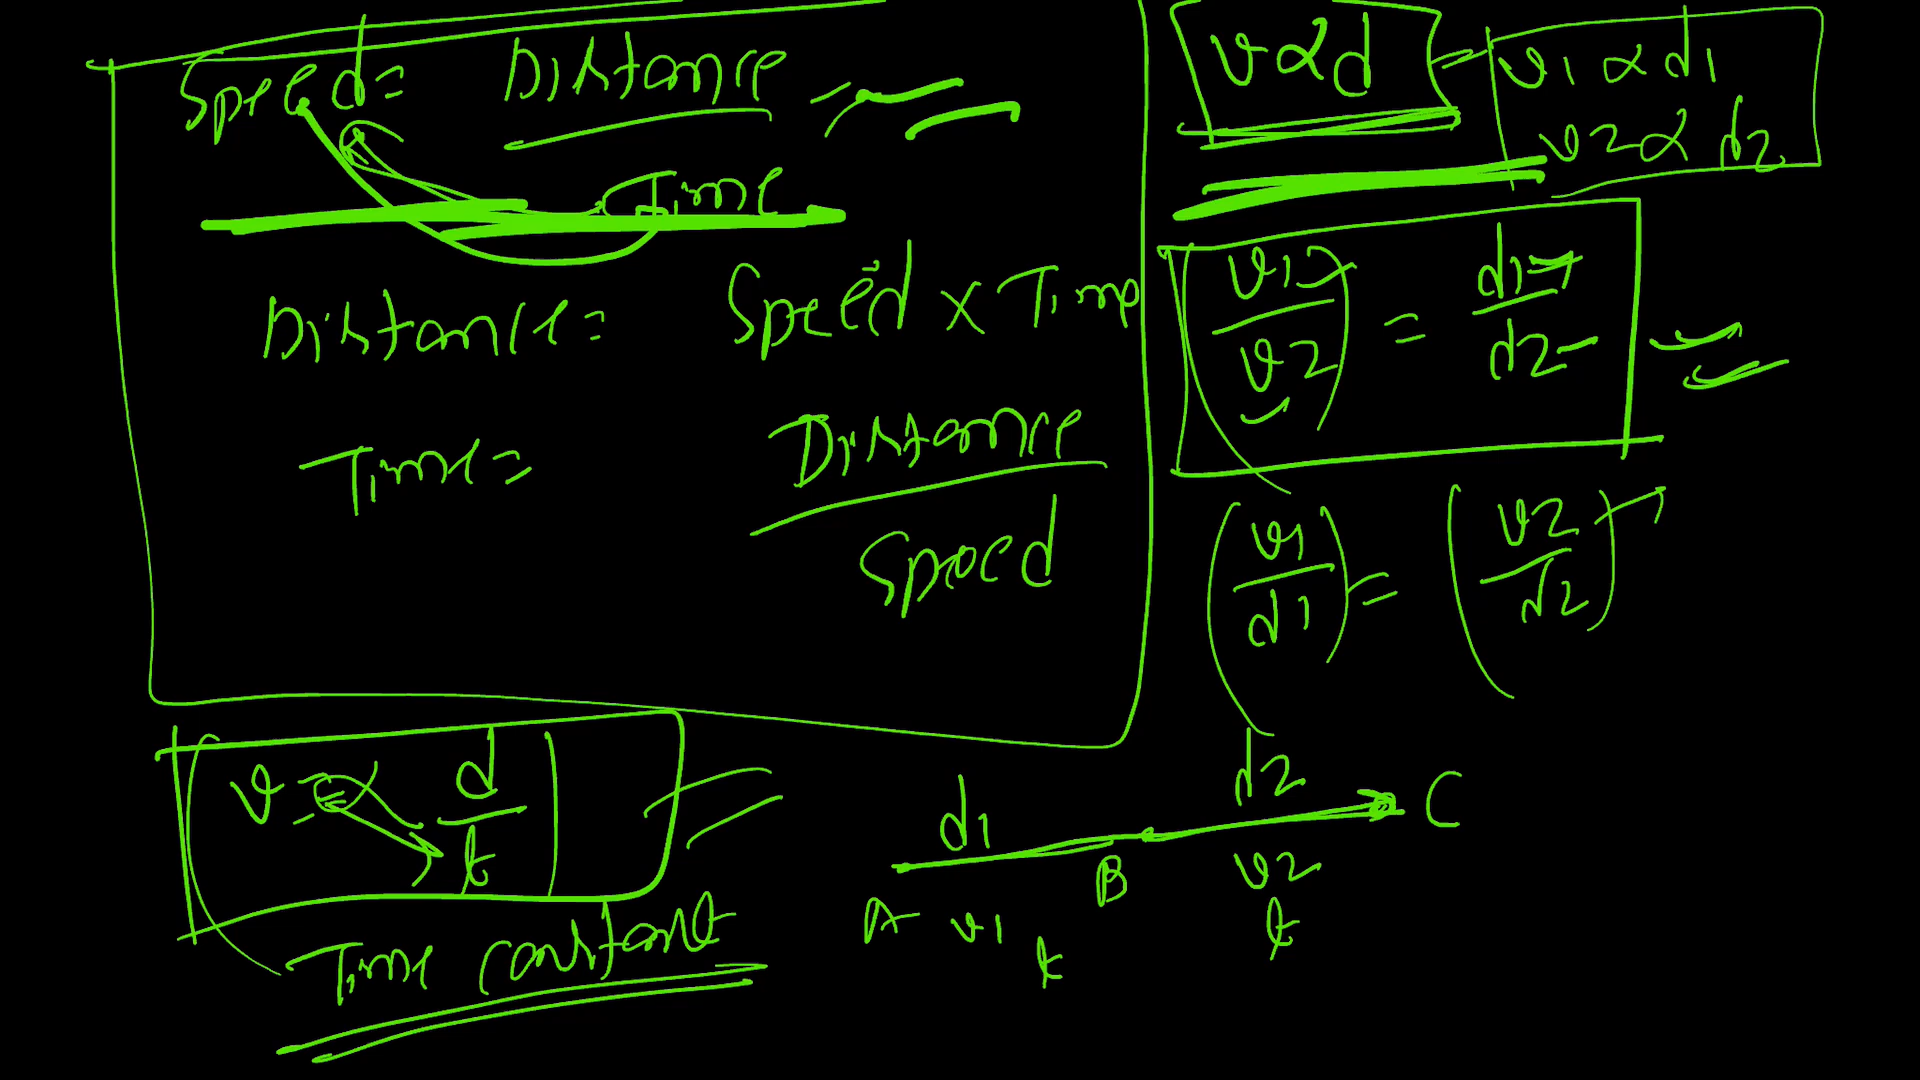 Speed = Distance =
Time
Distance = Speed x Time
Time = Distance
Speed
v = d
t
Time constant
v ∝ d = v1 ∝ d1
v2 ∝ d2
v1 = d1
v2 d2
v1 = v2
d1 d2
d1 d2
A B C
v1 v2
t t